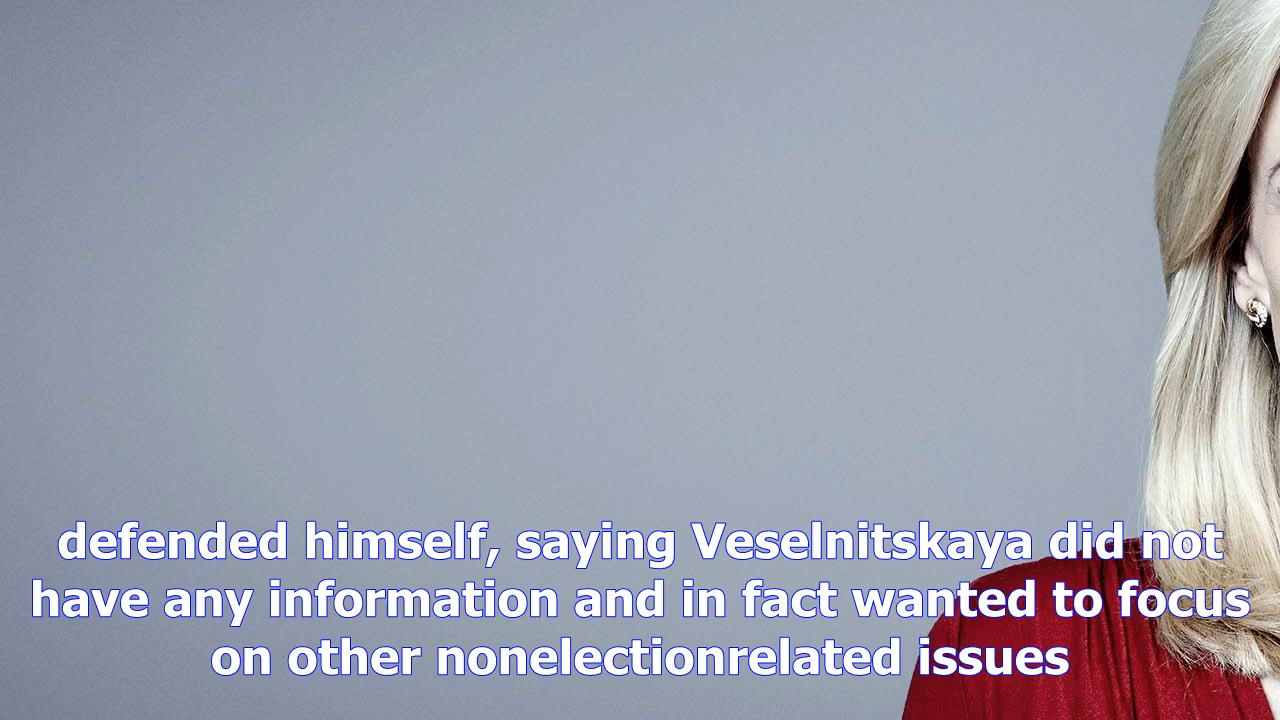 defended himself, saying Veselnitskaya did not
have any information and in fact wanted to focus
on other nonelectionrelated issues